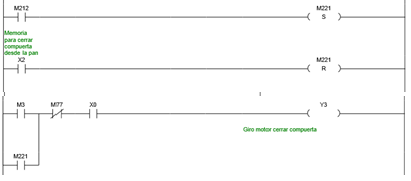 M212
M221
S
Memoria
para cerrar
compuerta
desde la pan
X2
M221
R
M3
M77
X0
Y3
Giro motor cerrar compuerta
M221